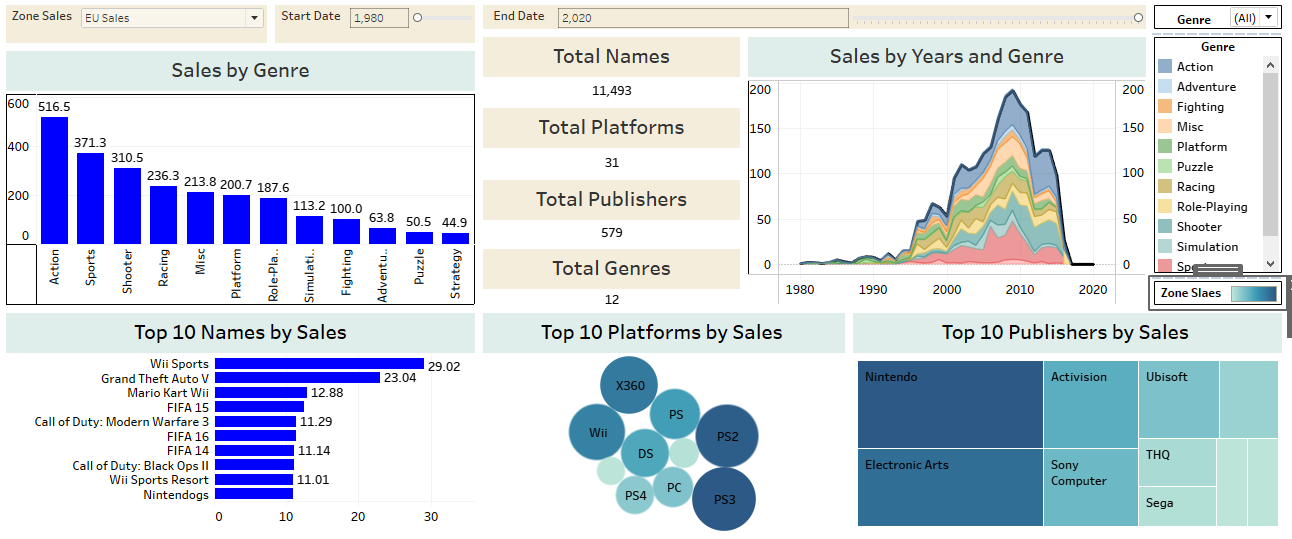 Zone Sales
EU Sales
Start Date
1,980
End Date
2,020
Genre
(All)
Sales by Genre
600
400
200
0
516.5
371.3
310.5
236.3
213.8
200.7
187.6
113.2
100.0
63.8
50.5
44.9
Action
Sports
Shooter
Racing
Misc
Platform
Role-Pla..
Simulati..
Fighting
Adventu..
Puzzle
Strategy
Total Names
11,493
Total Platforms
31
Total Publishers
579
Total Genres
12
Sales by Years and Genre
200
150
100
50
0
200
150
100
50
0
1980
1990
2000
2010
2020
Genre
Action
Adventure
Fighting
Misc
Platform
Puzzle
Racing
Role-Playing
Shooter
Simulation
Zone Slaes
Top 10 Names by Sales
Wii Sports
29.02
Grand Theft Auto V
23.04
Mario Kart Wii
12.88
FIFA 15
Call of Duty: Modern Warfare 3
11.29
FIFA 16
FIFA 14
11.14
Call of Duty: Black Ops II
Wii Sports Resort
11.01
Nintendogs
0
10
20
30
Top 10 Platforms by Sales
X360
PS
Wii
PS2
DS
PC
PS4
PS3
Top 10 Publishers by Sales
Nintendo
Activision
Ubisoft
Electronic Arts
Sony
Computer
THQ
Sega